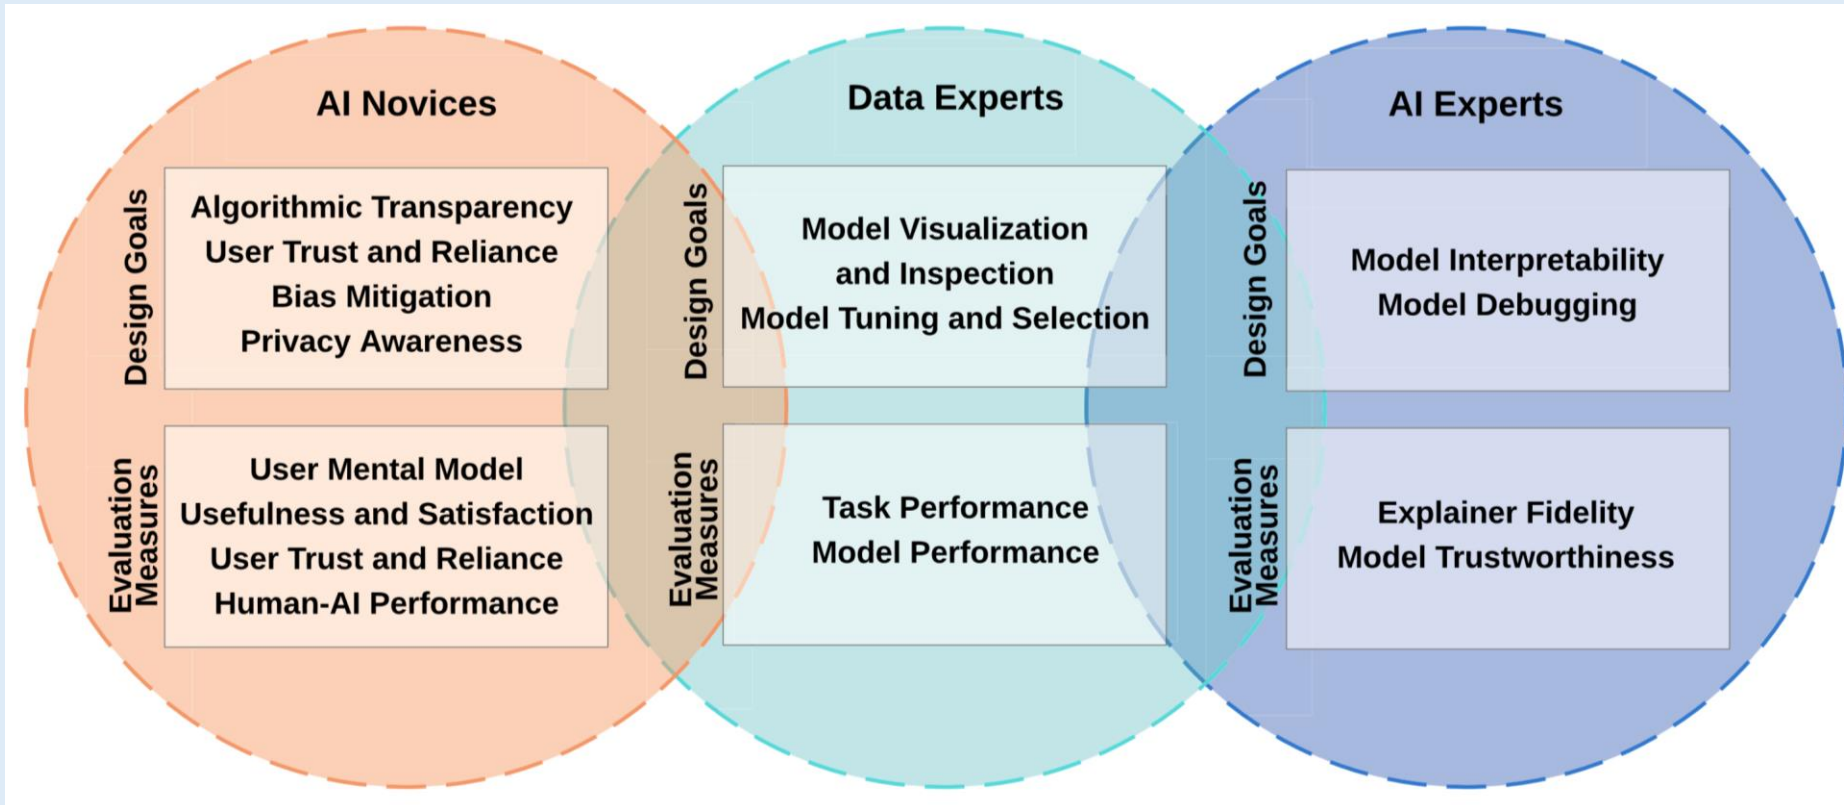 AI Novices
Design Goals
Algorithmic Transparency
User Trust and Reliance
Bias Mitigation
Privacy Awareness
Evaluation
Measures
User Mental Model
Usefulness and Satisfaction
User Trust and Reliance
Human-AI Performance
Data Experts
Design Goals
Model Visualization
and Inspection
Model Tuning and Selection
Evaluation
Measures
Task Performance
Model Performance
AI Experts
Design Goals
Model Interpretability
Model Debugging
Evaluation
Measures
Explainer Fidelity
Model Trustworthiness